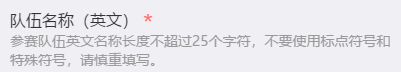 队伍名称（英文） *
参赛队伍英文名称长度不超过25个字符，不要使用标点符号和
特殊符号，请慎重填写。